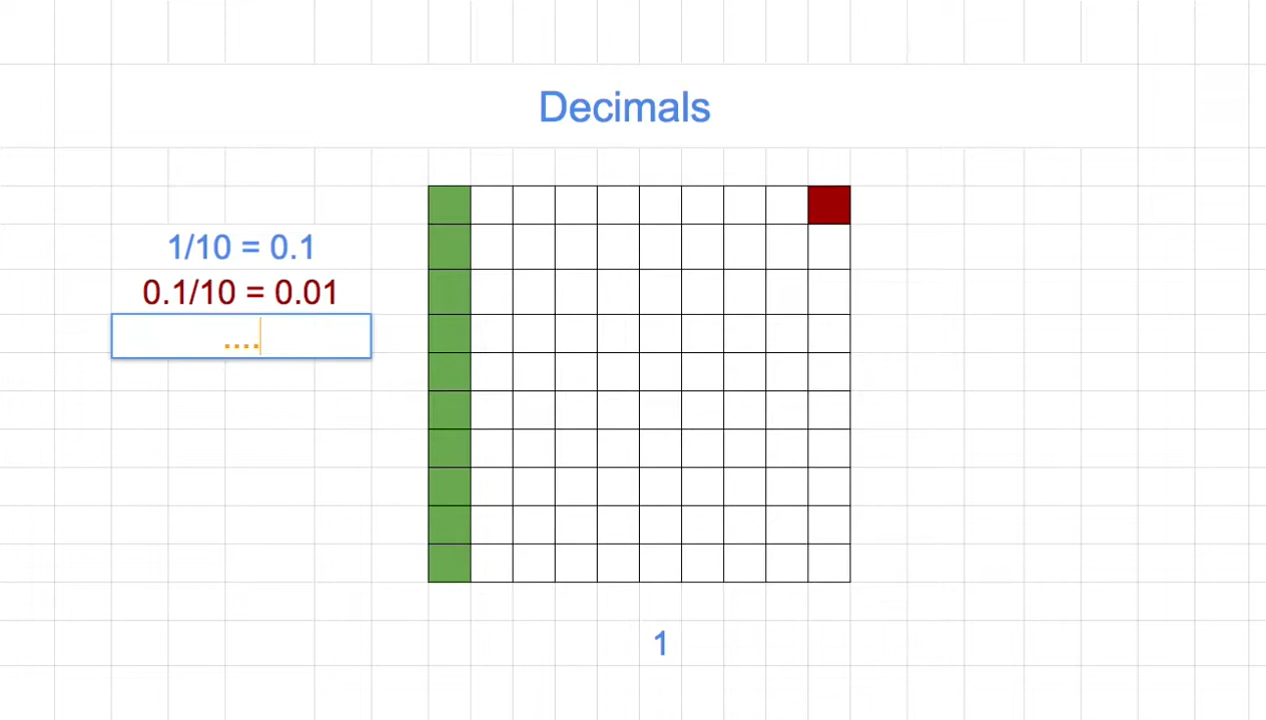 Decimals
1/10 = 0.1
0.1/10 = 0.01
....
1